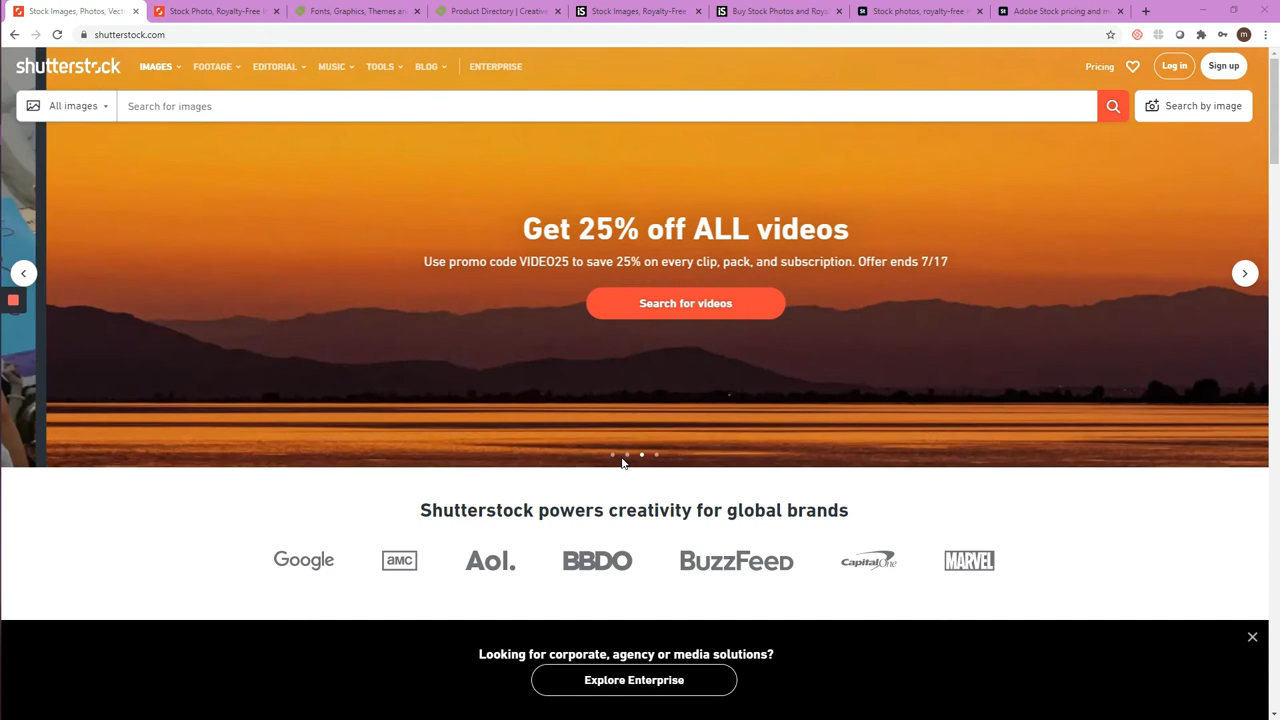 Stock Images, Photos, Vect
Stock Photo, Royalty-Free I
Fonts, Graphics, Themes an
Product Directory | Creative
Stock Images, Royalty-Free
Buy Stock Photos and Roya
Stock photos, royalty-free i
Adobe Stock pricing and m
shutterstock.com
m
shutterstock
IMAGES
FOOTAGE
EDITORIAL
MUSIC
TOOLS
BLOG
ENTERPRISE
Pricing
Log in
Sign up
All images
Search for images
Search by image
Get 25% off ALL videos
Use promo code VIDEO25 to save 25% on every clip, pack, and subscription. Offer ends 7/17
Search for videos
Shutterstock powers creativity for global brands
Google
aMC
Aol.
BBDO
BuzzFeeD
Capital One
MARVEL
Looking for corporate, agency or media solutions?
Explore Enterprise